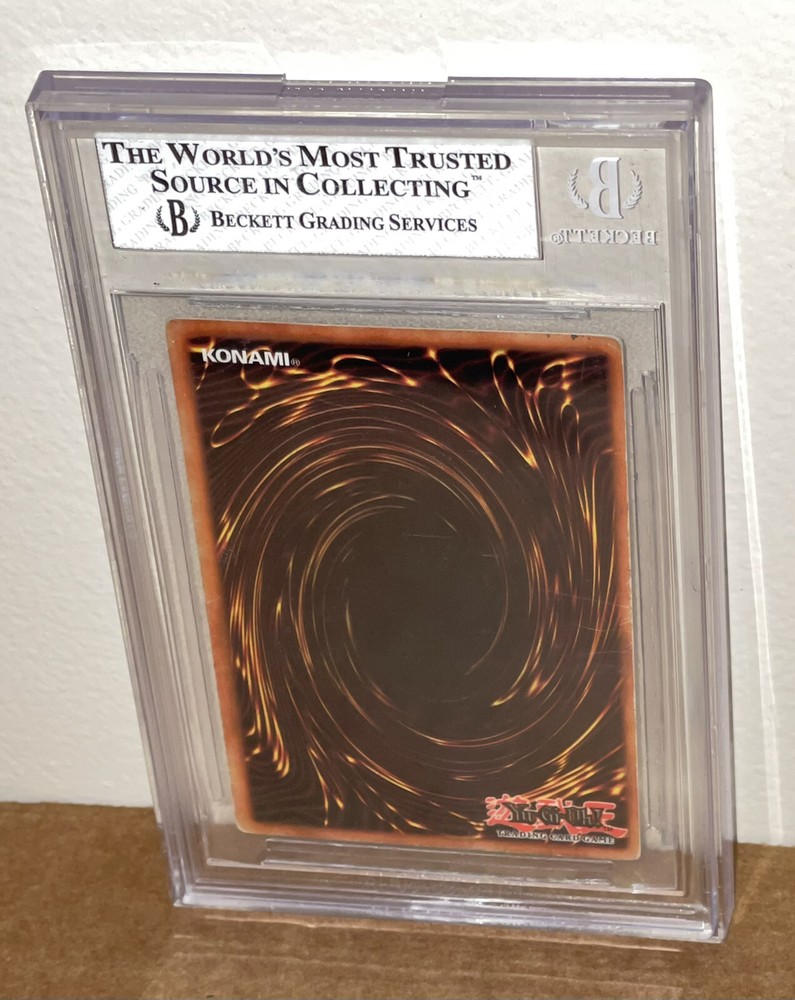 THE WORLD'S MOST TRUSTED
SOURCE IN COLLECTING™
B BECKETT GRADING SERVICES
B
BECKETT®
KONAMI®
Yu-Gi-Oh!
TRADING CARD GAME